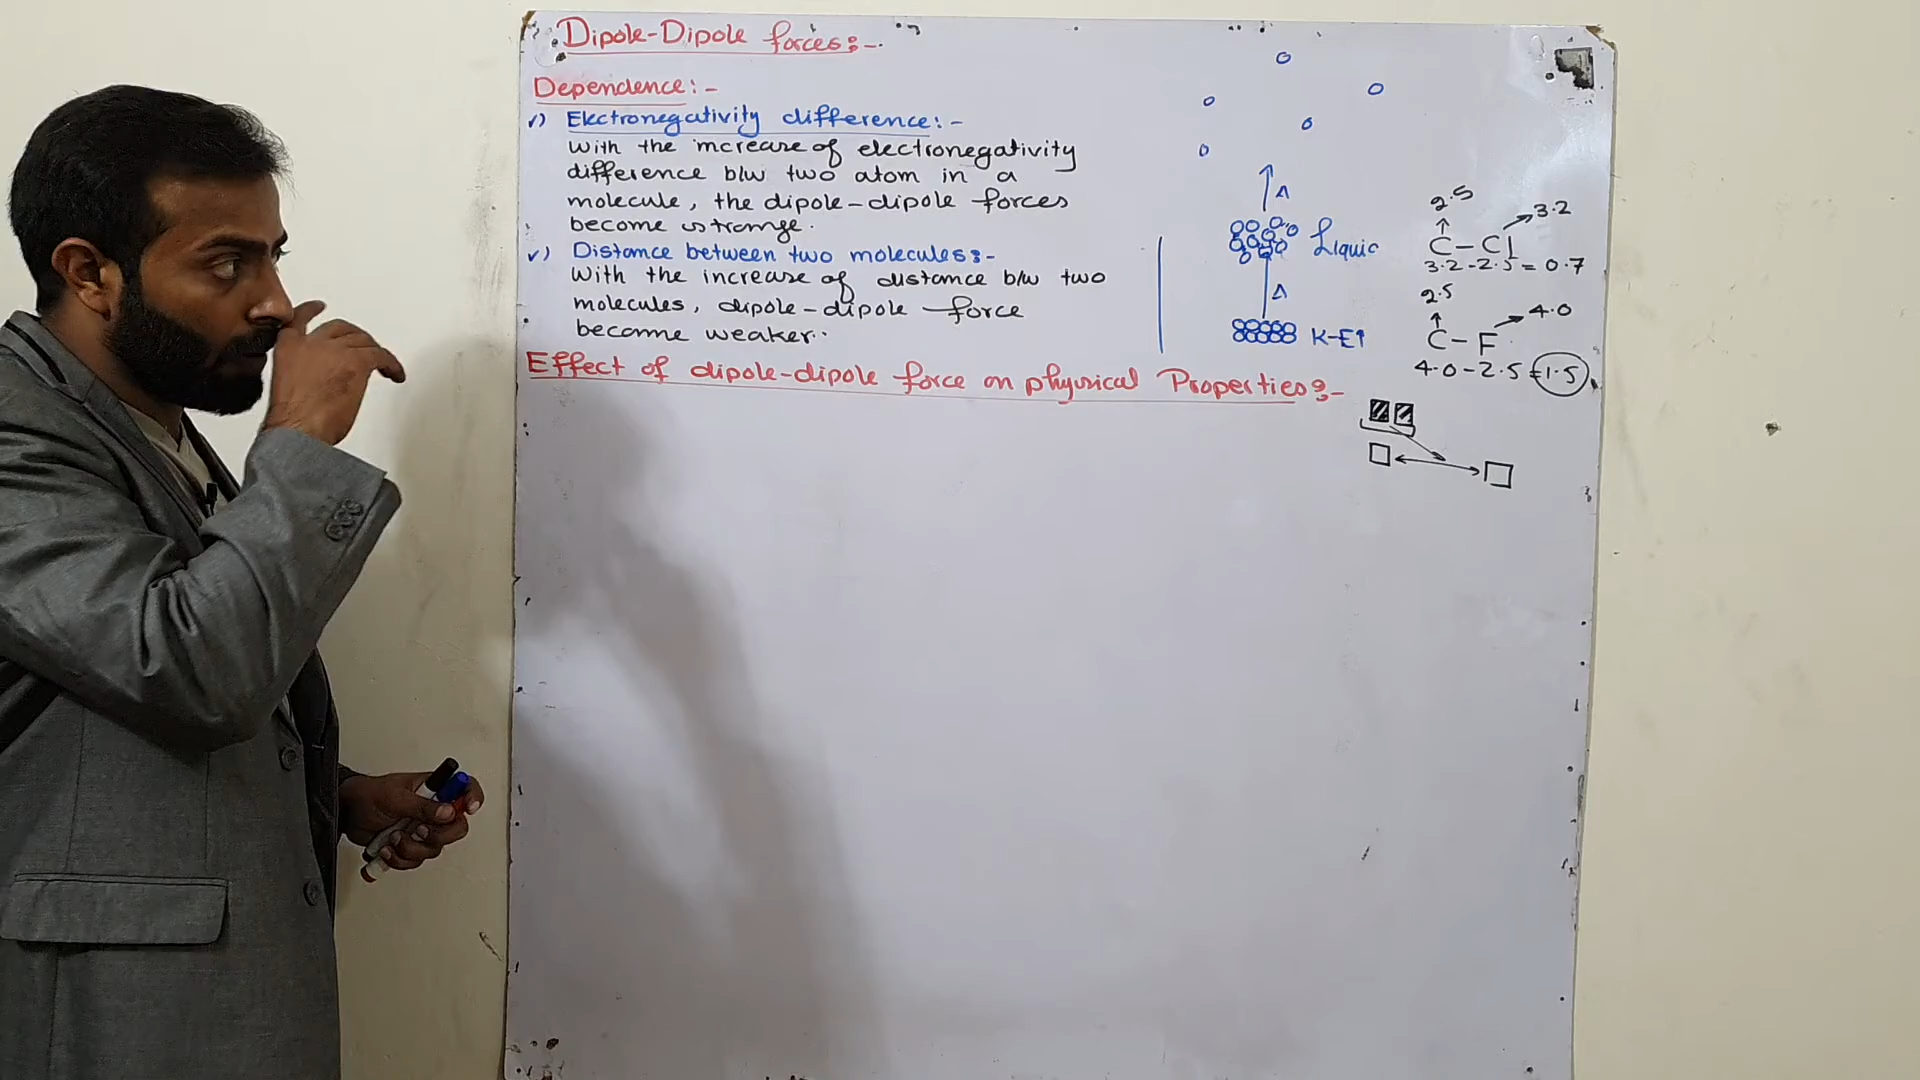 Dipole-Dipole forces:-
Dependence:-
✓) Electronegativity difference:-
With the increase of electronegativity
difference b/w two atom in a
molecule, the dipole-dipole forces
become stronge.
✓) Distance between two molecules:-
With the increase of distance b/w two
molecules, dipole-dipole force
become weaker.
Effect of dipole-dipole force on physical Properties:-
Δ
Liquid
Δ
K-E↑
2.5
3.2
C-Cl
3.2-2.5=0.7
2.5
4.0
C-F
4.0-2.5=1.5